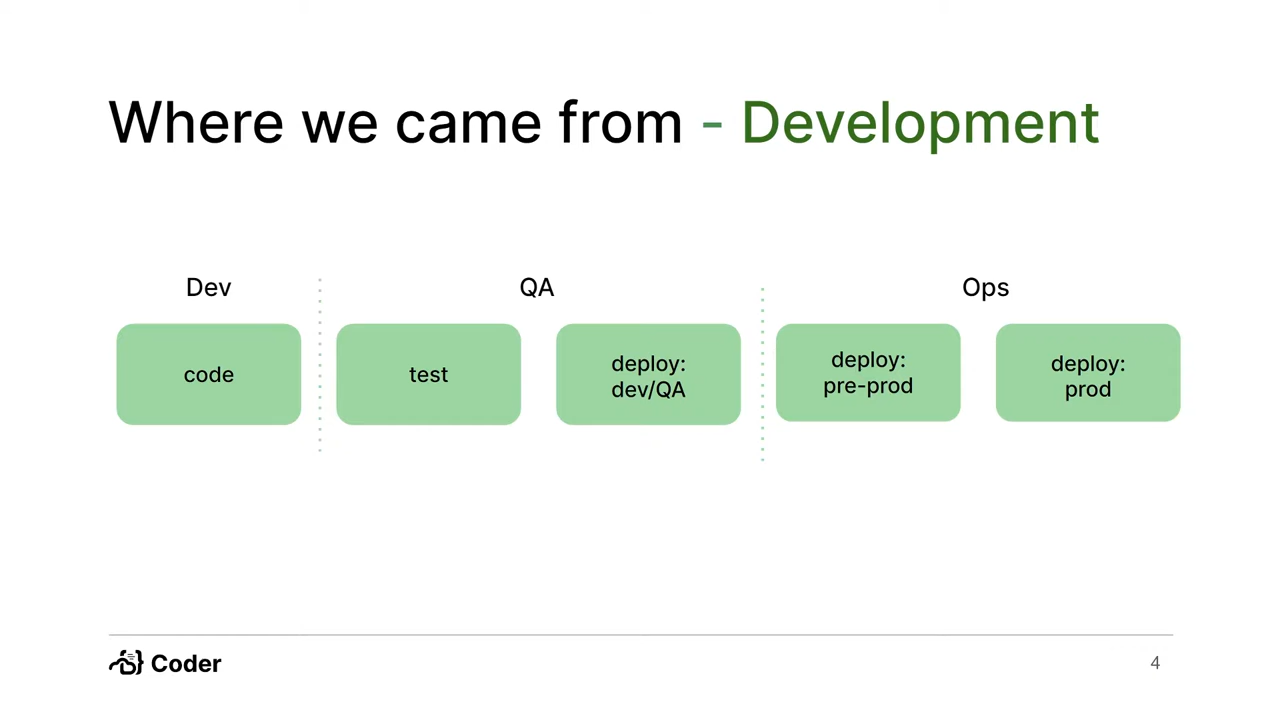 Where we came from - Development
Dev
QA
Ops
code
test
deploy:
dev/QA
deploy:
pre-prod
deploy:
prod
Coder
4